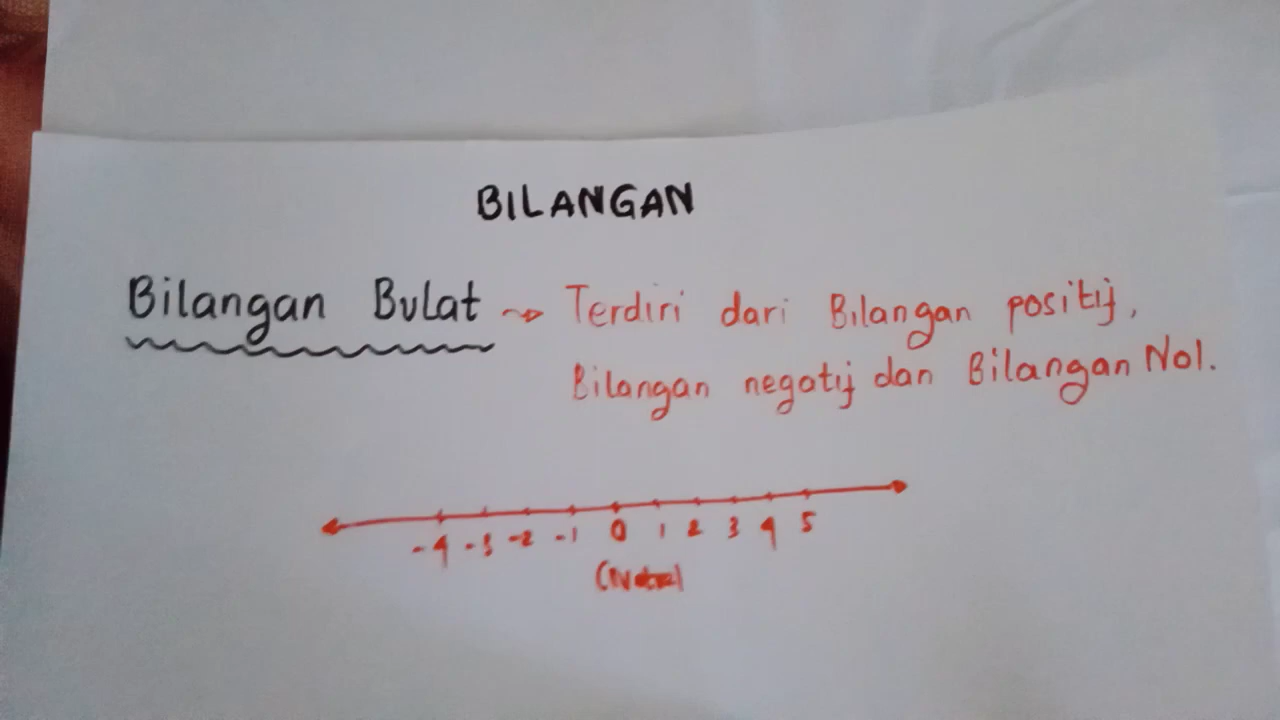 BILANGAN
Bilangan Bulat ~> Terdiri dari Bilangan positif,
Bilangan negatif dan Bilangan Nol.
-4 -3 -2 -1 0 1 2 3 4 5